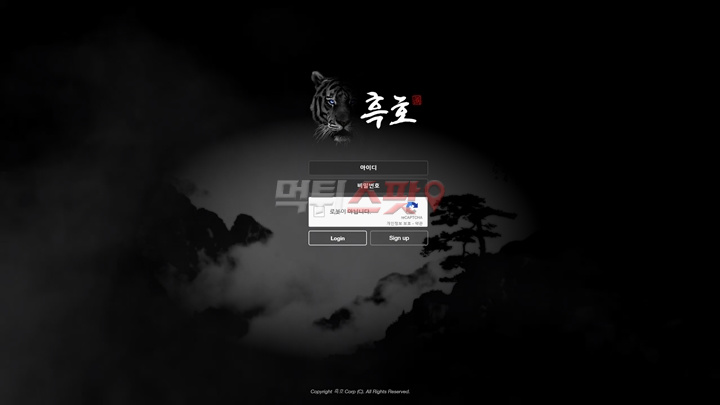 흑호
아이디
비밀번호
먹튀스팟
로봇이 아닙니다.
reCAPTCHA
개인정보 보호 - 약관
Login
Sign up
Copyright 흑호 Corp (C). All Rights Reserved.